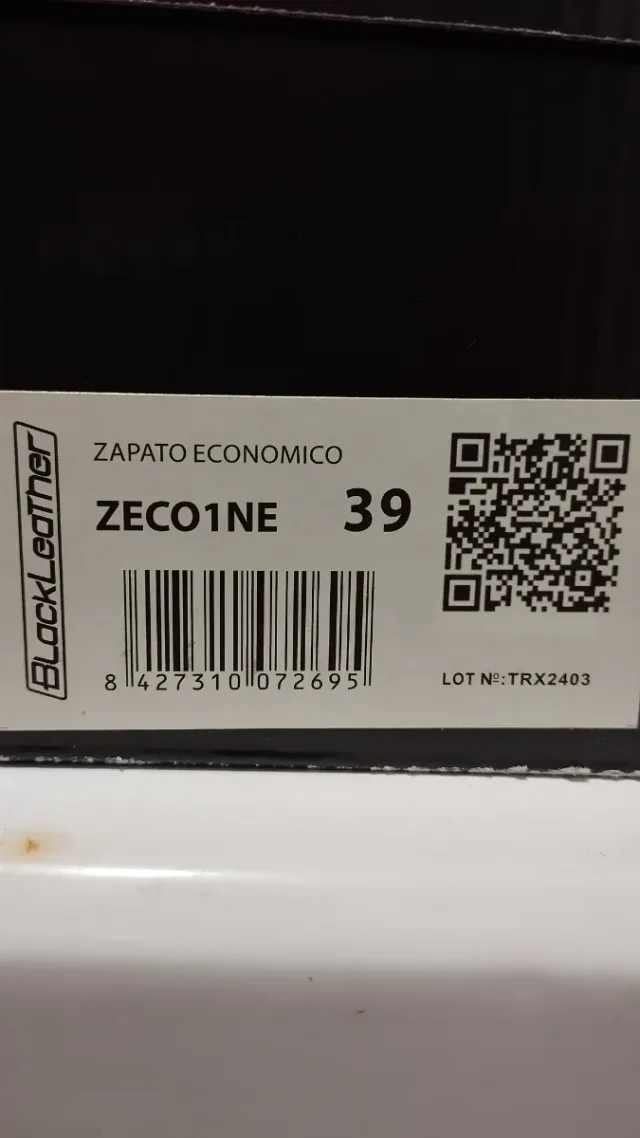 BlackLeather
ZAPATO ECONOMICO
ZECO1NE 39
8 427310 072695
LOT Nº:TRX2403